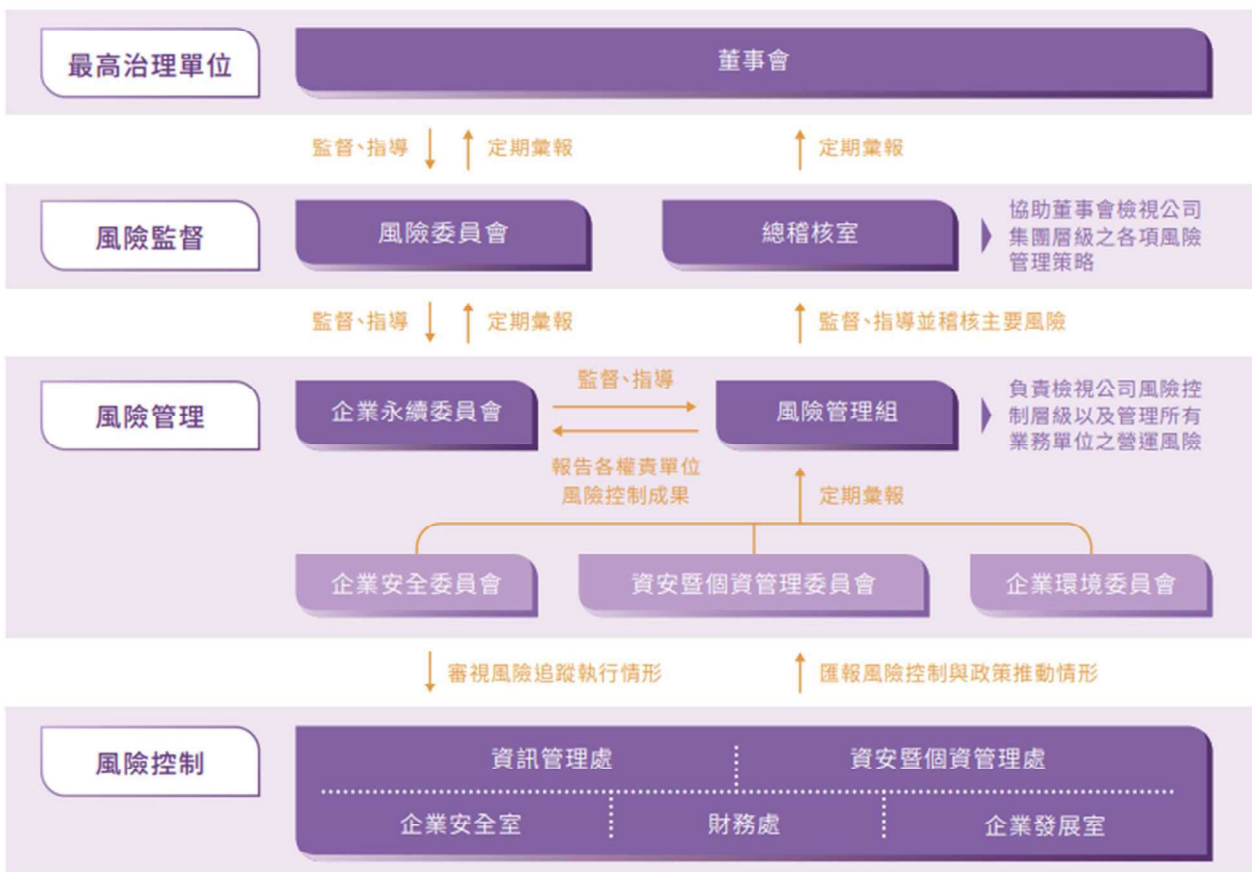 最高治理單位
董事會
監督、指導
定期彙報
定期彙報
風險監督
風險委員會
總稽核室
協助董事會檢視公司
集團層級之各項風險
管理策略
監督、指導
定期彙報
監督、指導並稽核主要風險
風險管理
企業永續委員會
監督、指導
報告各權責單位
風險控制成果
風險管理組
負責檢視公司風險控
制層級以及管理所有
業務單位之營運風險
定期彙報
企業安全委員會
資安暨個資管理委員會
企業環境委員會
審視風險追蹤執行情形
匯報風險控制與政策推動情形
風險控制
資訊管理處
資安暨個資管理處
企業安全室
財務處
企業發展室